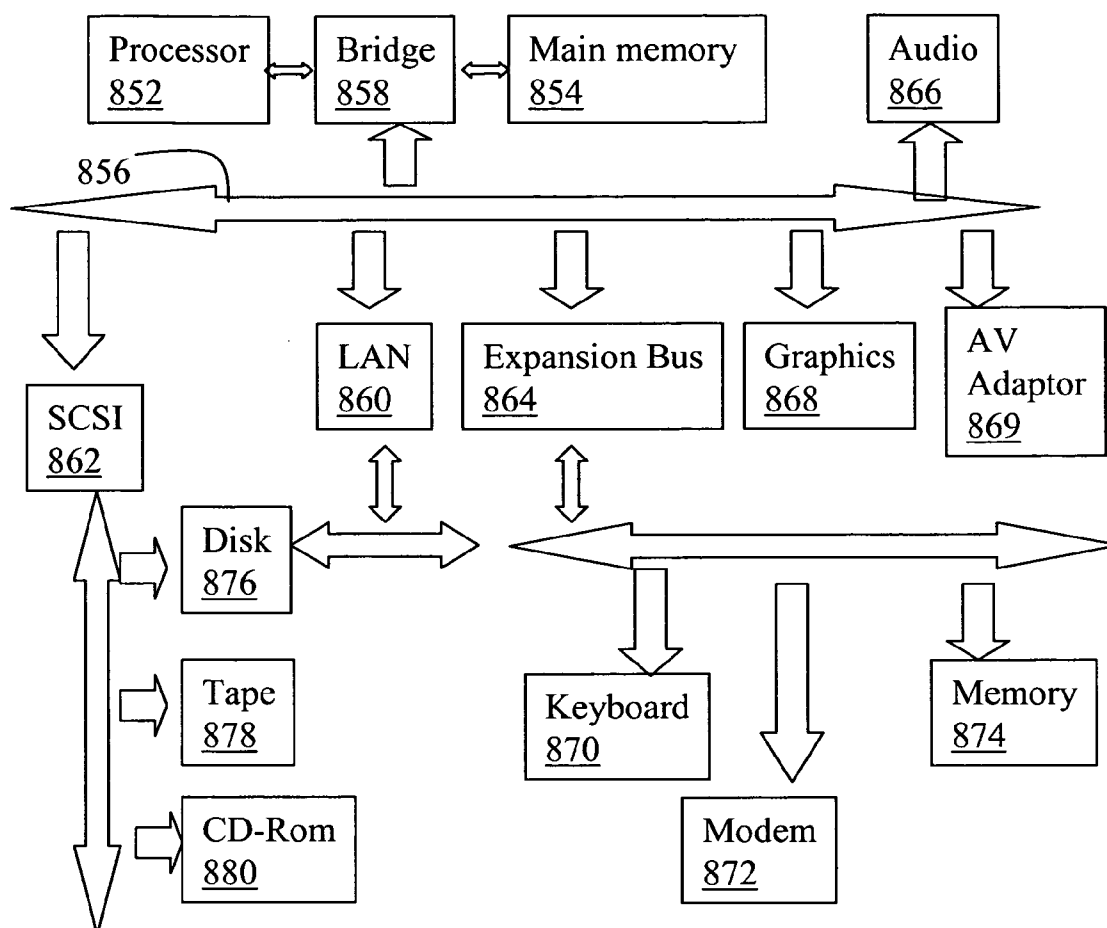 Processor
852
Bridge
858
Main memory
854
Audio
866
856
LAN
860
Expansion Bus
864
Graphics
868
AV
Adaptor
869
SCSI
862
Disk
876
Tape
878
Keyboard
870
Memory
874
CD-Rom
880
Modem
872